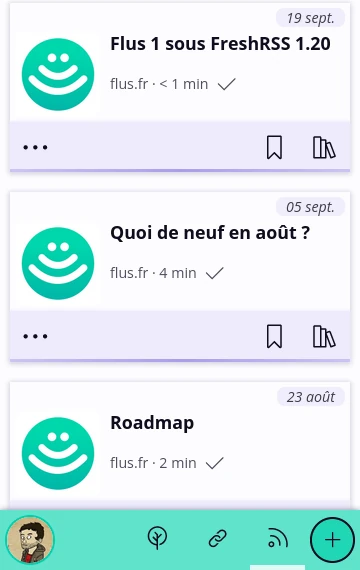 19 sept.
Flus 1 sous FreshRSS 1.20
flus.fr · < 1 min
05 sept.
Quoi de neuf en août ?
flus.fr · 4 min
23 août
Roadmap
flus.fr · 2 min